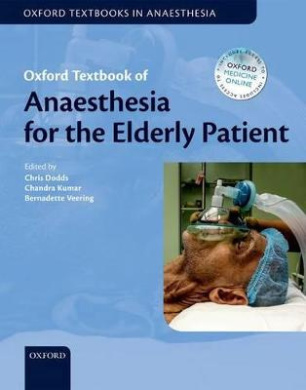 OXFORD TEXTBOOKS IN ANAESTHESIA
Oxford Textbook of
Anaesthesia
for the Elderly Patient
Edited by
Chris Dodds
Chandra Kumar
Bernadette Veering
OXFORD
MEDICINE
ONLINE
OXFORD